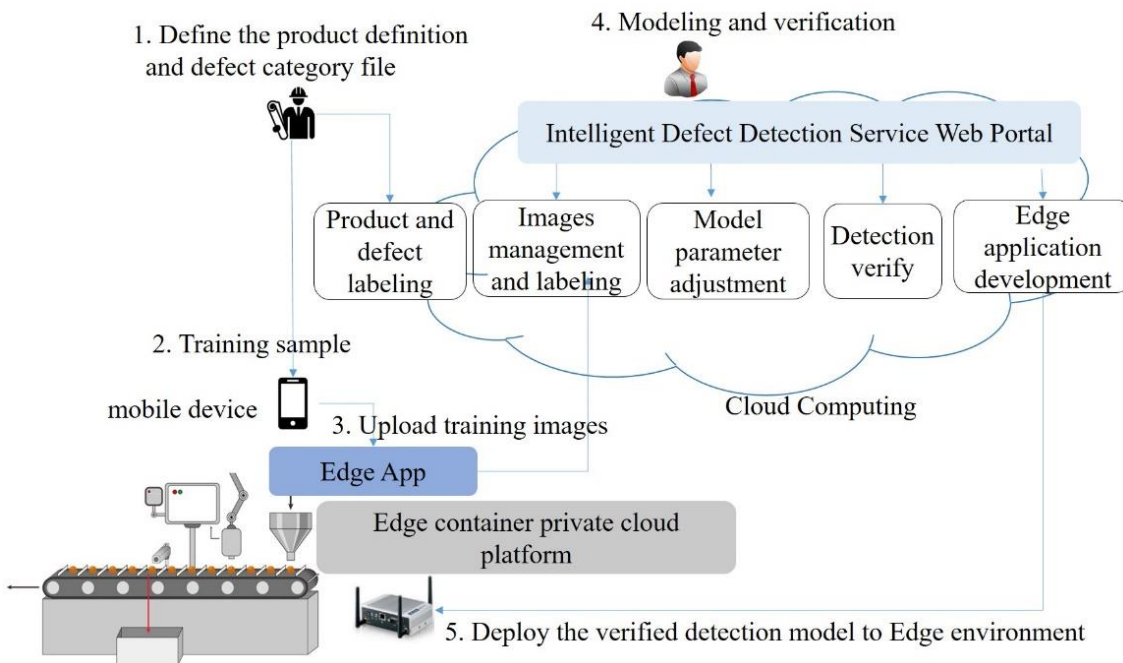 1. Define the product definition
and defect category file
4. Modeling and verification
Intelligent Defect Detection Service Web Portal
Product and
defect
labeling
Images
management
and labeling
Model
parameter
adjustment
Detection
verify
Edge
application
development
2. Training sample
mobile device
Cloud Computing
3. Upload training images
Edge App
Edge container private cloud
platform
5. Deploy the verified detection model to Edge environment